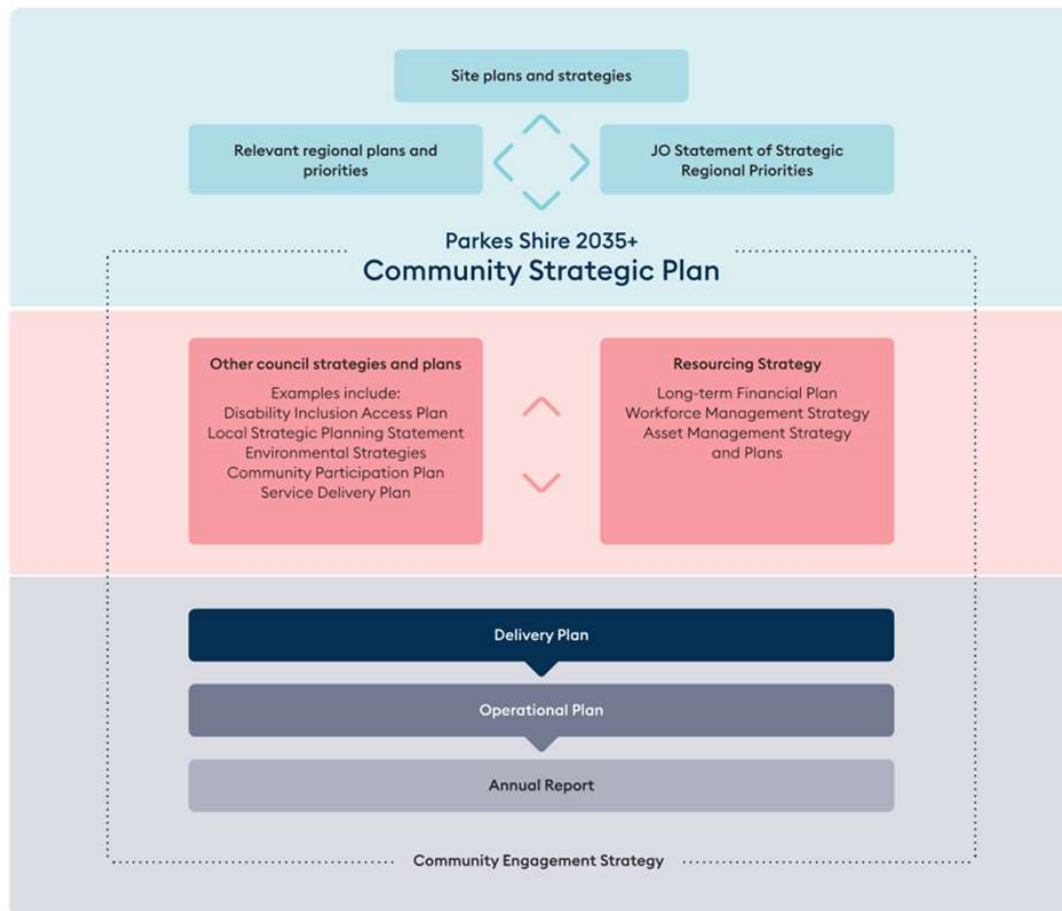 Site plans and strategies
Relevant regional plans and
priorities
JO Statement of Strategic
Regional Priorities
Parkes Shire 2035+
Community Strategic Plan
Other council strategies and plans
Examples include:
Disability Inclusion Access Plan
Local Strategic Planning Statement
Environmental Strategies
Community Participation Plan
Service Delivery Plan
Resourcing Strategy
Long-term Financial Plan
Workforce Management Strategy
Asset Management Strategy
and Plans
Delivery Plan
Operational Plan
Annual Report
Community Engagement Strategy